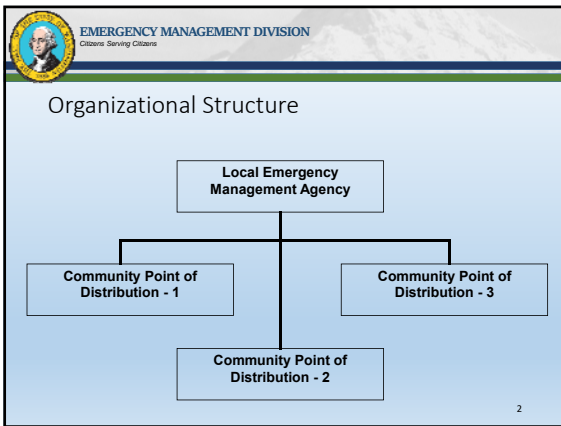 EMERGENCY MANAGEMENT DIVISION
Citizens Serving Citizens
Organizational Structure
Local Emergency
Management Agency
Community Point of
Distribution - 1
Community Point of
Distribution - 3
Community Point of
Distribution - 2
2